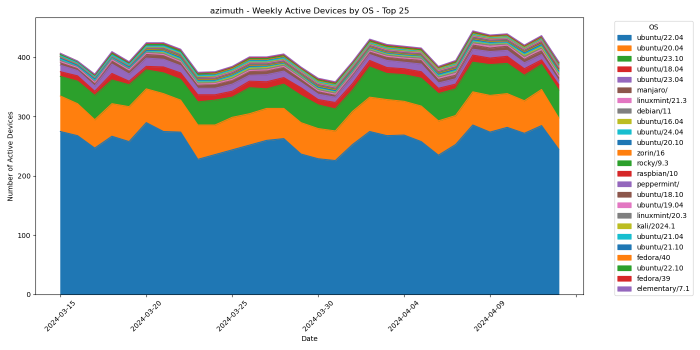 azimuth - Weekly Active Devices by OS - Top 25
Number of Active Devices
400
300
200
100
0
2024-03-15
2024-03-20
2024-03-25
2024-03-30
2024-04-04
2024-04-09
Date
OS
ubuntu/22.04
ubuntu/20.04
ubuntu/23.10
ubuntu/18.04
ubuntu/23.04
manjaro/
linuxmint/21.3
debian/11
ubuntu/16.04
ubuntu/24.04
ubuntu/20.10
zorin/16
rocky/9.3
raspbian/10
peppermint/
ubuntu/18.10
ubuntu/19.04
linuxmint/20.3
kali/2024.1
ubuntu/21.04
ubuntu/21.10
fedora/40
ubuntu/22.10
fedora/39
elementary/7.1